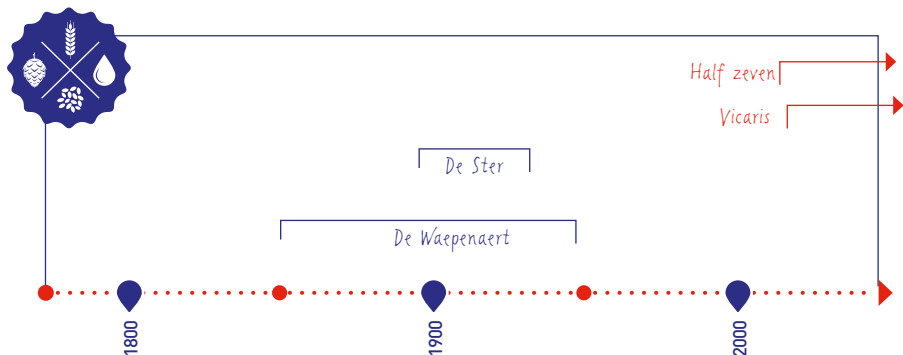 Half zeven
Vicaris
De Ster
De Waepenaert
1800
1900
2000